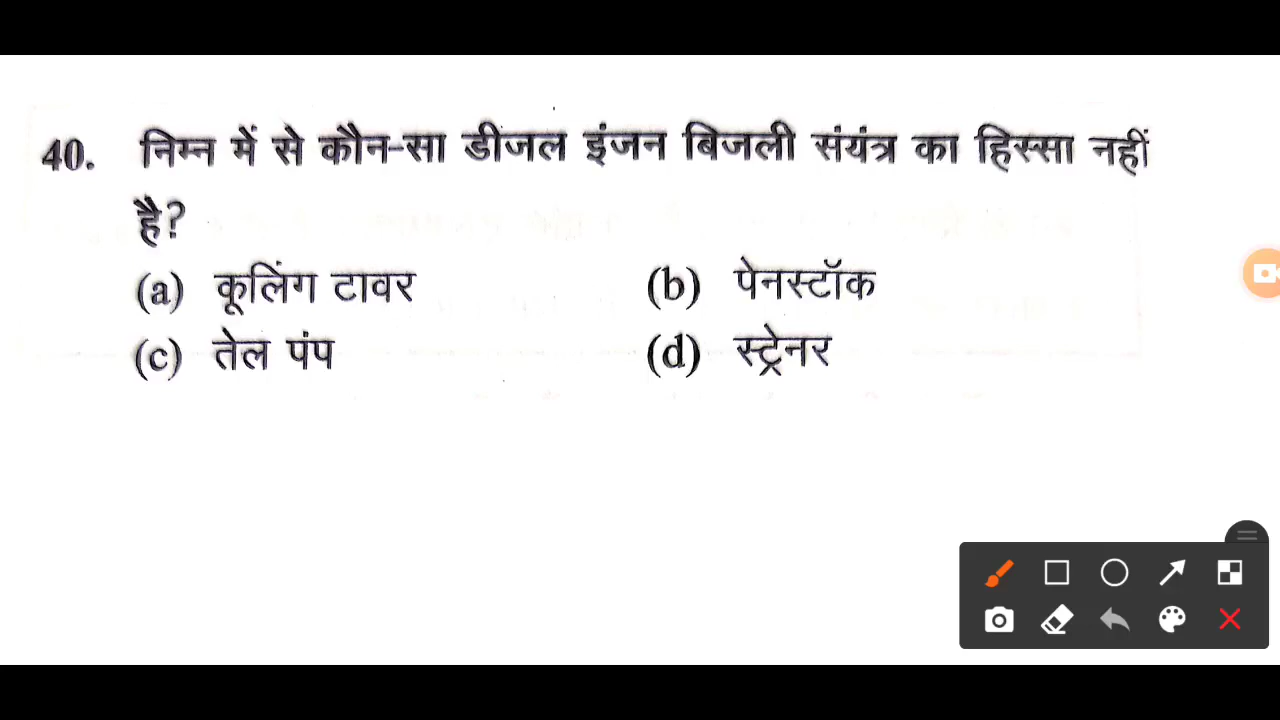 40. निम्न में से कौन-सा डीजल इंजन बिजली संयंत्र का हिस्सा नहीं
है?
(a) कूलिंग टावर (b) पेनस्टॉक
(c) तेल पंप (d) स्ट्रेनर